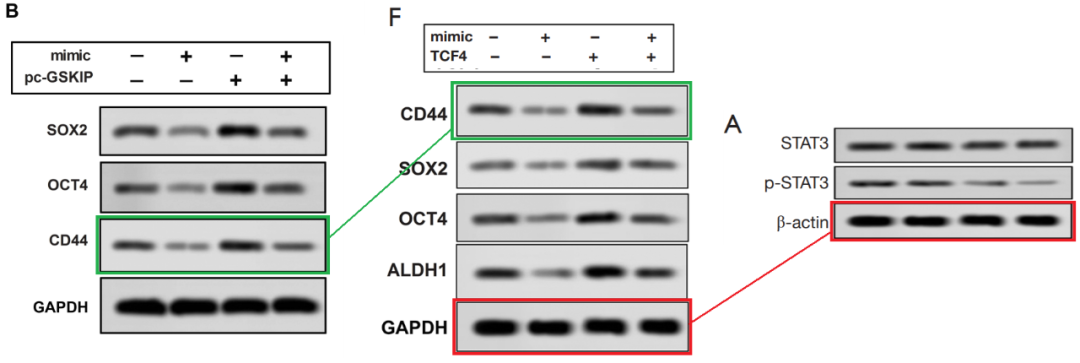 B
mimic − + − +
pc-GSKIP − − + +
SOX2
OCT4
CD44
GAPDH
F
mimic − + − +
TCF4 − − + +
CD44
SOX2
OCT4
ALDH1
GAPDH
A
STAT3
p-STAT3
β-actin